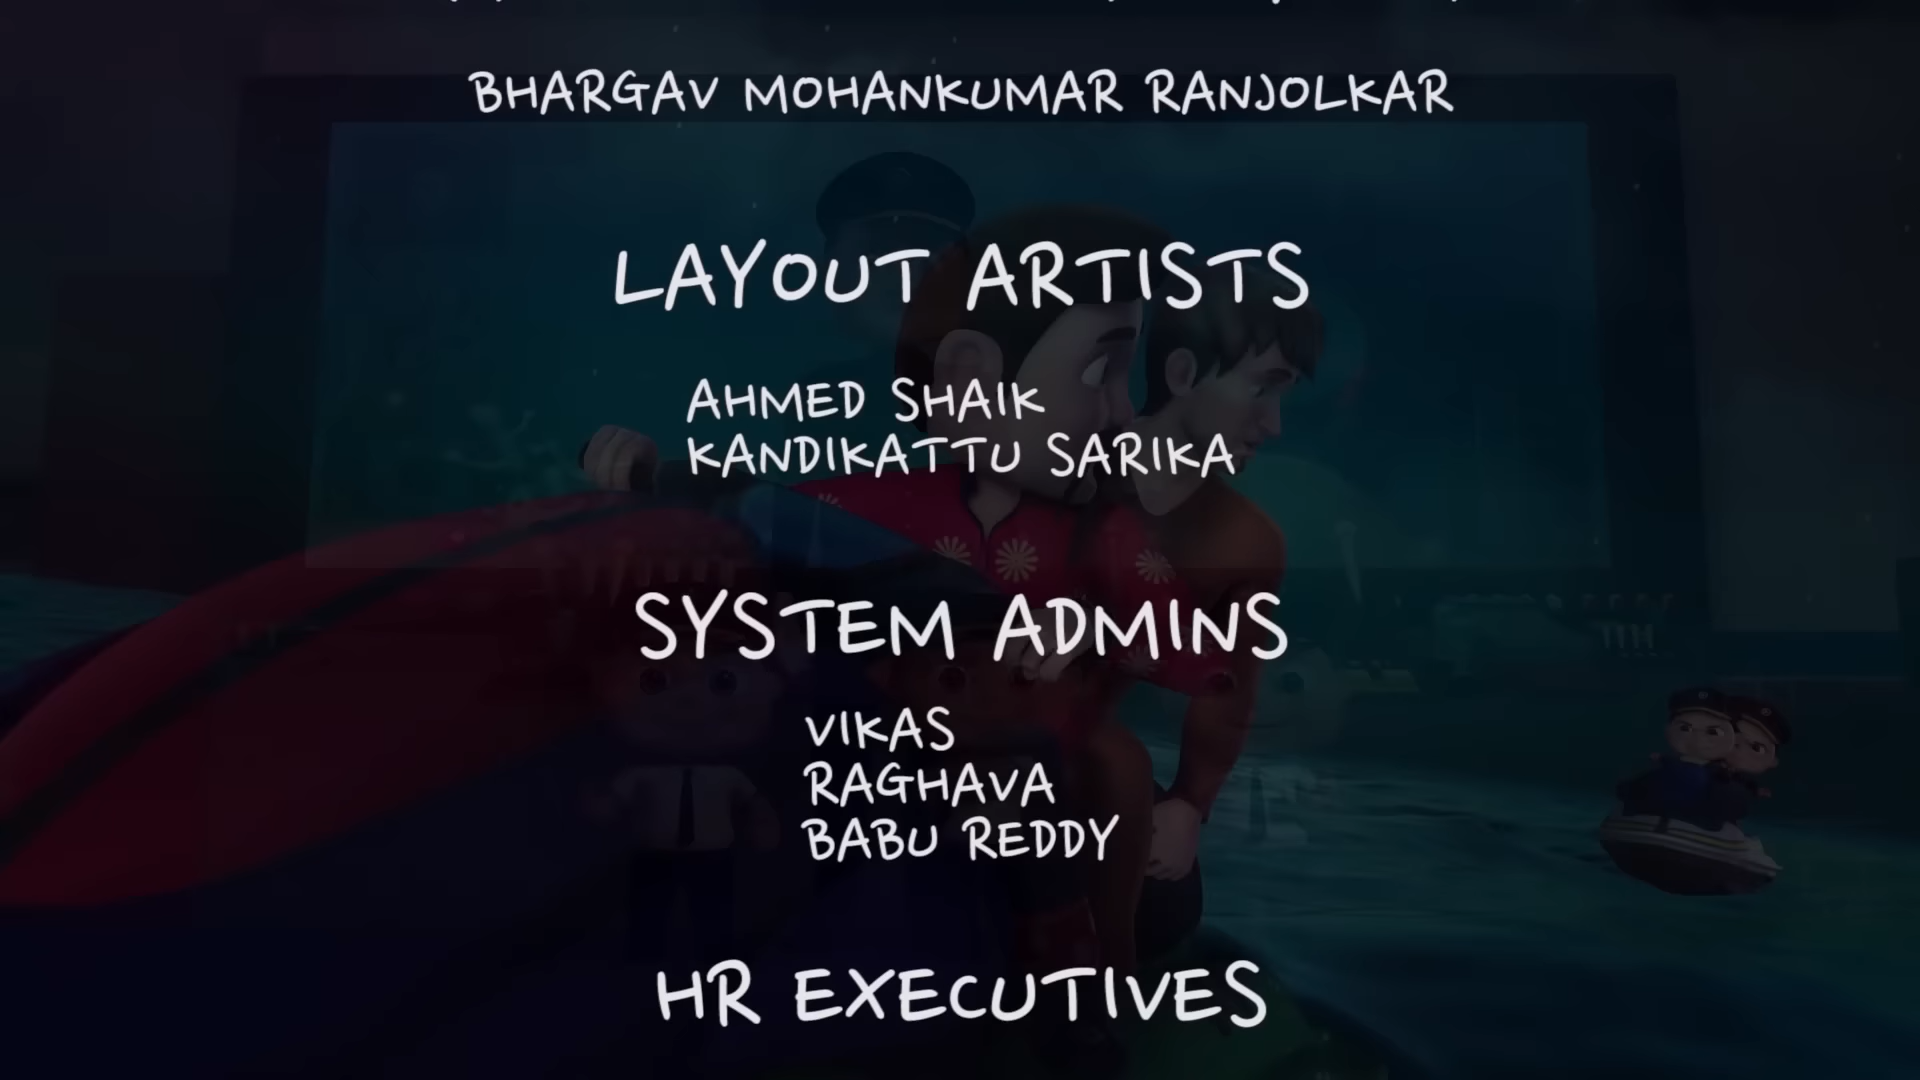 BHARGAV MOHANKUMAR RANJOLKAR
LAYOUT ARTISTS
AHMED SHAIK
KANDIKATTU SARIKA
SYSTEM ADMINS
VIKAS
RAGHAVA
BABU REDDY
HR EXECUTIVES